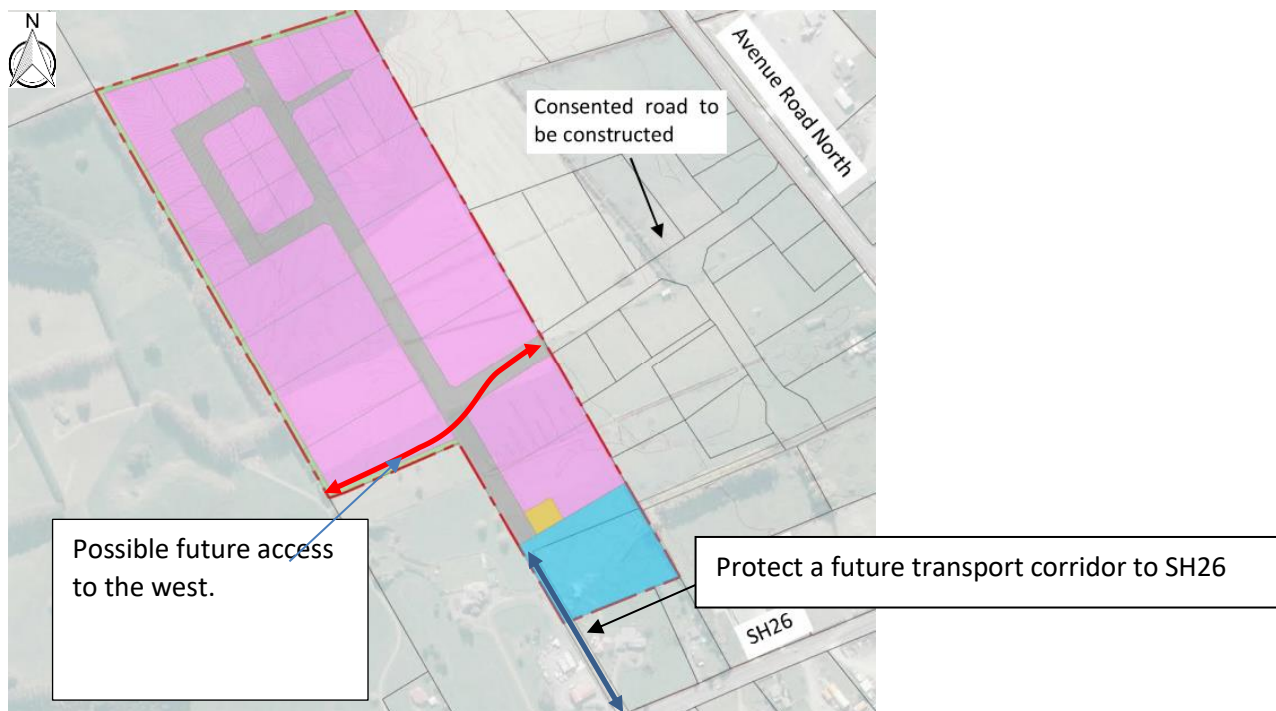 N
Avenue Road North
Consented road to
be constructed
Possible future access
to the west.
Protect a future transport corridor to SH26
SH26